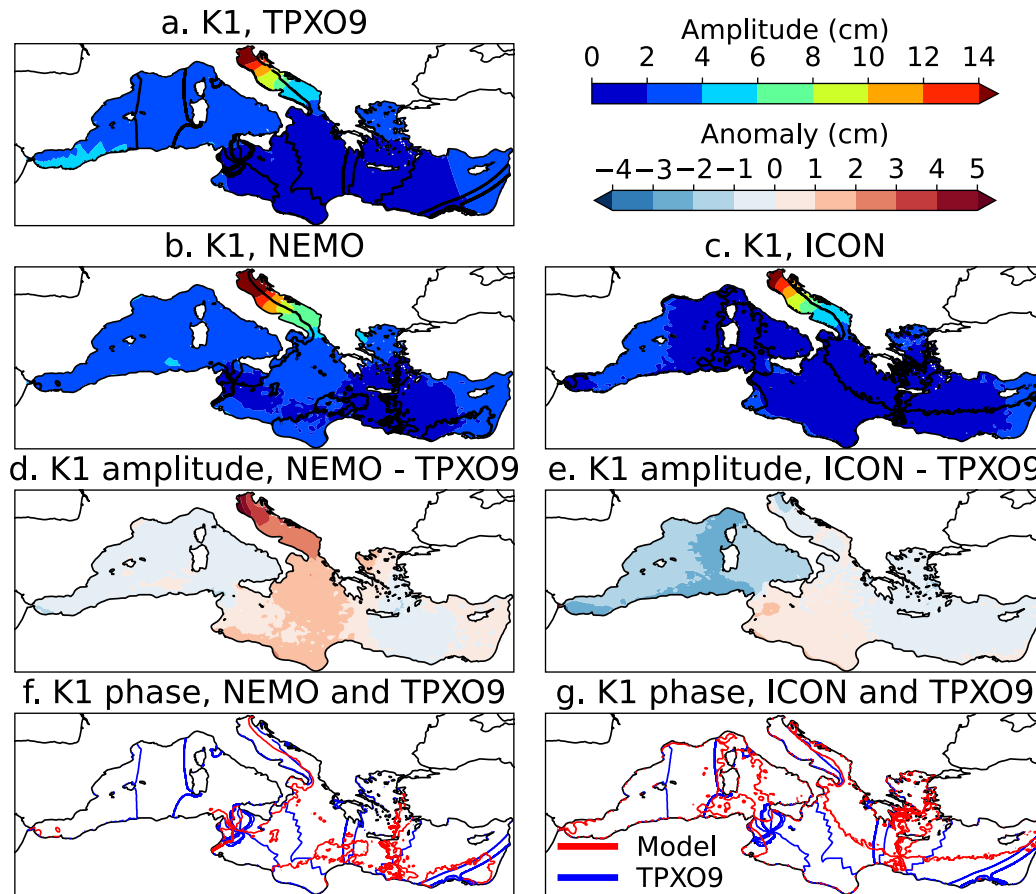 a. K1, TPXO9
Amplitude (cm)
0 2 4 6 8 10 12 14
Anomaly (cm)
−4 −3 −2 −1 0 1 2 3 4 5
b. K1, NEMO
c. K1, ICON
d. K1 amplitude, NEMO - TPXO9
e. K1 amplitude, ICON - TPXO9
f. K1 phase, NEMO and TPXO9
g. K1 phase, ICON and TPXO9
Model
TPXO9